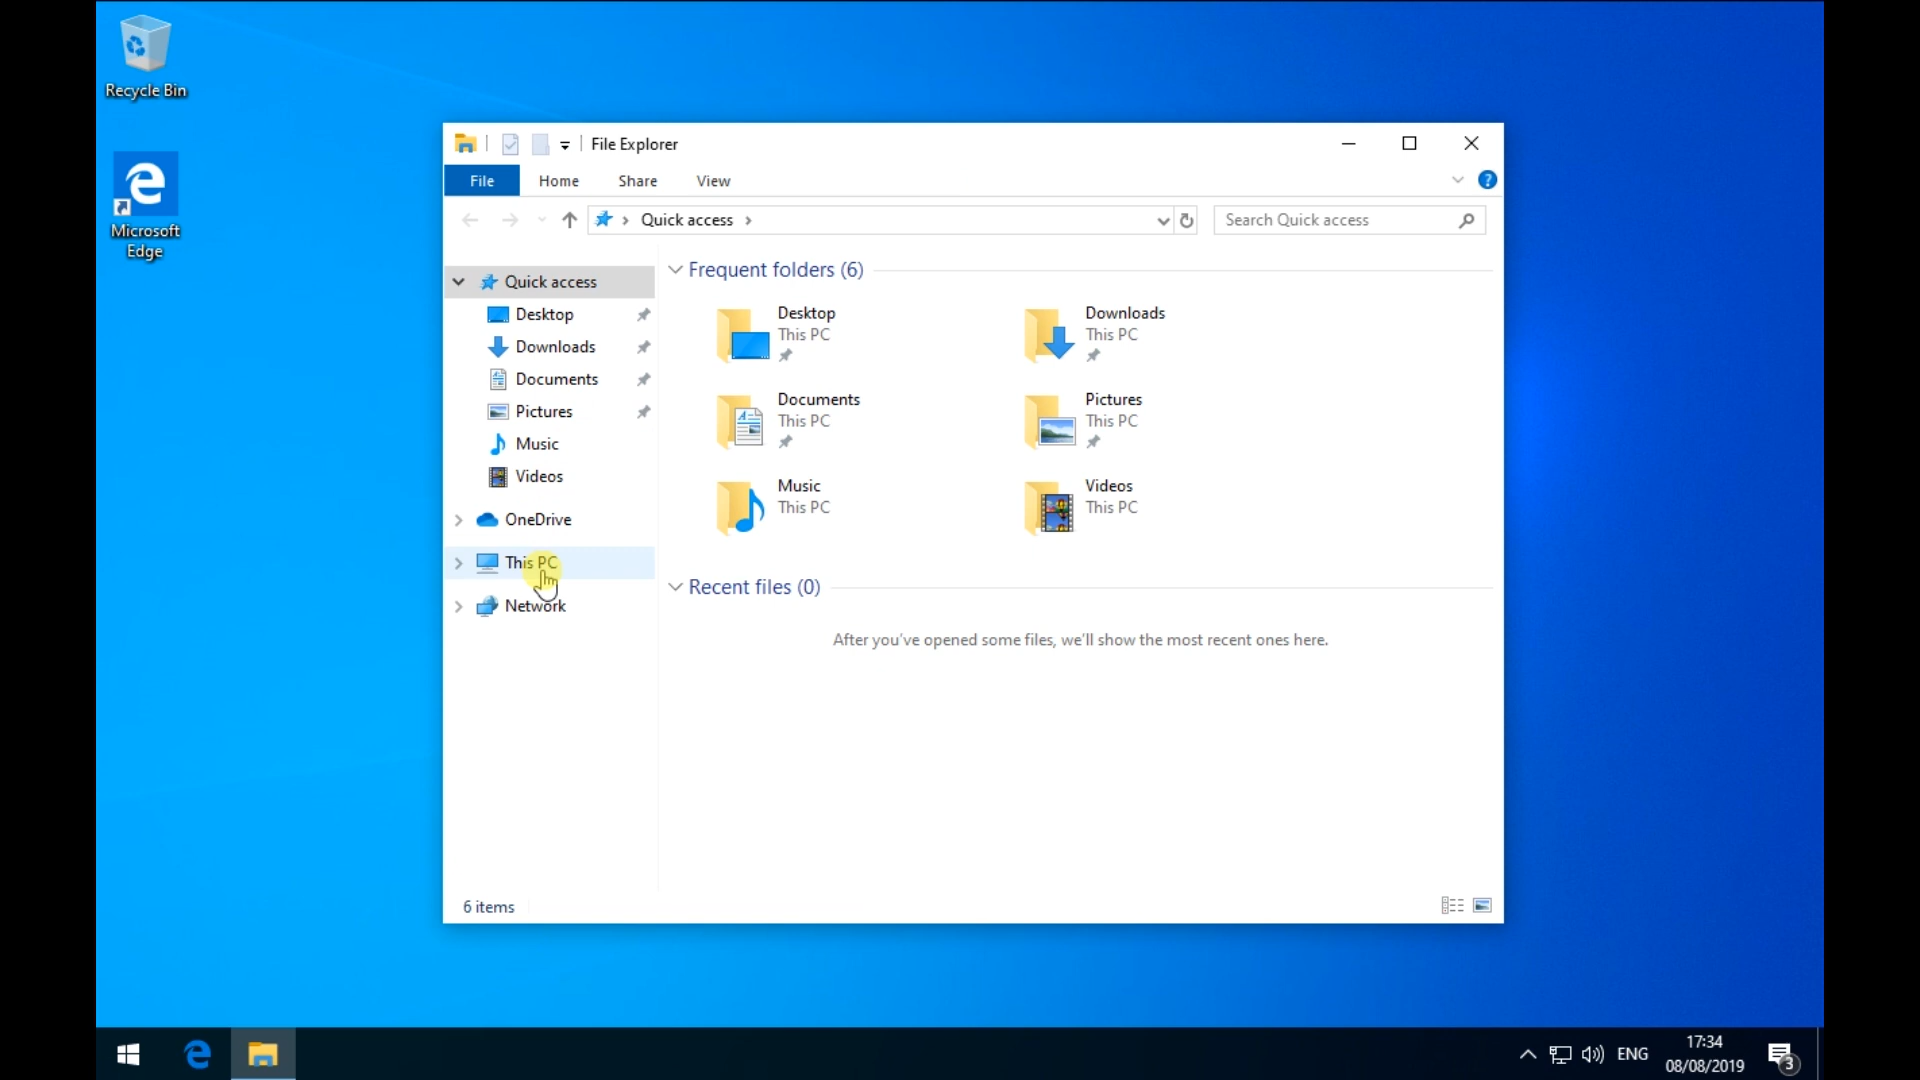 Recycle Bin
Microsoft
Edge
File Explorer
File
Home
Share
View
?
Quick access
Search Quick access
Quick access
Desktop
Downloads
Documents
Pictures
Music
Videos
OneDrive
This PC
Network
Frequent folders (6)
Desktop
This PC
Downloads
This PC
Documents
This PC
Pictures
This PC
Music
This PC
Videos
This PC
Recent files (0)
After you've opened some files, we'll show the most recent ones here.
6 items
ENG
17:34
08/08/2019
3